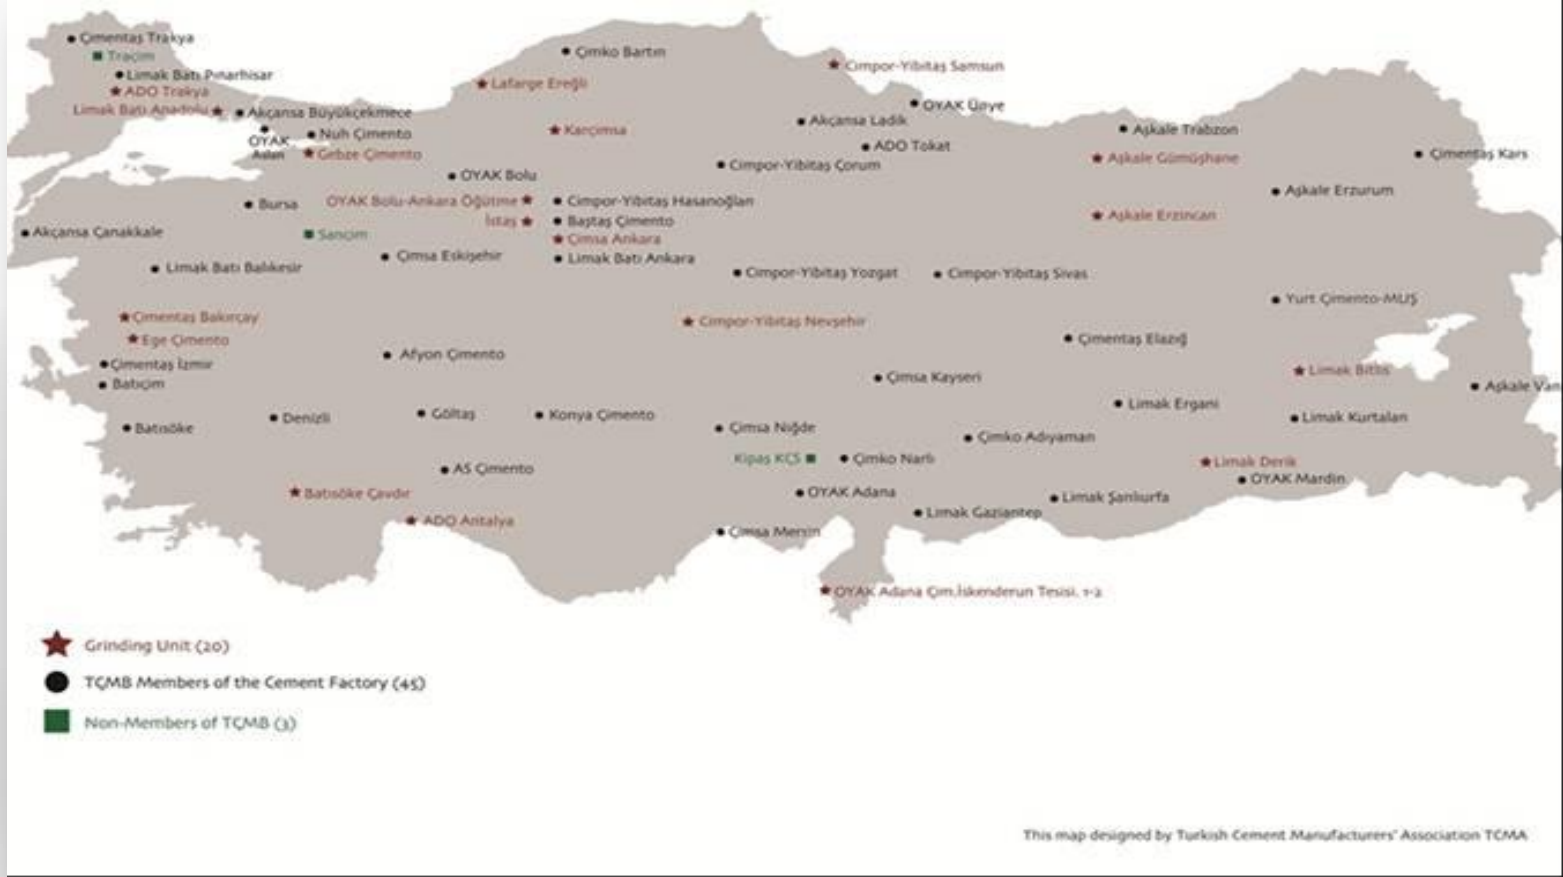 Çimentaş Trakya
Traçim
Limak Batı Pınarhisar
ADO Trakya
Limak Batı Anadolu
Akçansa Büyükçekmece
OYAK
Aslan
Nuh Çimento
Gebze Çimento
Çimko Bartın
Lafarge Ereğli
Karçimsa
Cimpor-Yibitaş Samsun
OYAK Ünye
Akçansa Ladik
ADO Tokat
Cimpor-Yibitaş Çorum
Aşkale Trabzon
Aşkale Gümüşhane
Çimentaş Kars
Aşkale Erzurum
Aşkale Erzincan
OYAK Bolu
Bursa
OYAK Bolu-Ankara Öğütme
Cimpor-Yibitaş Hasanoğlan
İstaş
Baştaş Çimento
Akçansa Çanakkale
Sançim
Çimsa Ankara
Çimsa Eskişehir
Limak Batı Ankara
Limak Batı Balıkesir
Cimpor-Yibitaş Yozgat
Cimpor-Yibitaş Sivas
Yurt Çimento-MUŞ
Çimentaş Bakırçay
Cimpor-Yibitaş Nevşehir
Ege Çimento
Çimentaş Elazığ
Afyon Çimento
Çimentaş İzmir
Limak Bitlis
Batıçim
Çimsa Kayseri
Aşkale Van
Limak Ergani
Denizli
Göltaş
Konya Çimento
Limak Kurtalan
Batısöke
Çimsa Niğde
Çimko Adıyaman
Kipaş KÇS
Çimko Narlı
Limak Derik
AS Çimento
OYAK Mardin
Batısöke Çavdır
OYAK Adana
Limak Şanlıurfa
Limak Gaziantep
ADO Antalya
Çimsa Mersin
OYAK Adana Çim.İskenderun Tesisi. 1-2
Grinding Unit (20)
TÇMB Members of the Cement Factory (45)
Non-Members of TÇMB (3)
This map designed by Turkish Cement Manufacturers' Association TCMA